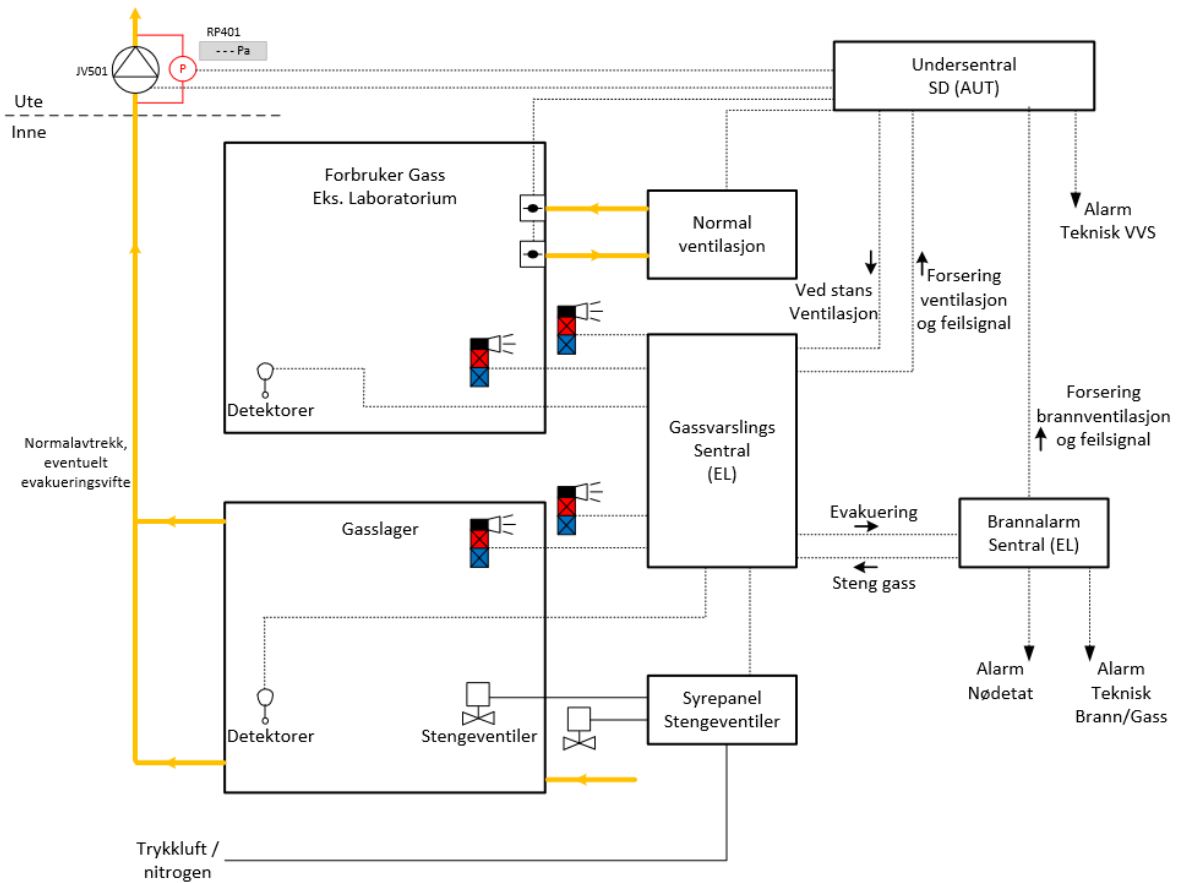 RP401
- - - Pa
JV501
P
Ute
Inne
Undersentral
SD (AUT)
Forbruker Gass
Eks. Laboratorium
Normal
ventilasjon
Alarm
Teknisk VVS
Ved stans
Ventilasjon
Forsering
ventilasjon
og feilsignal
Detektorer
Gassvarslings
Sentral
(EL)
Forsering
brannventilasjon
og feilsignal
Normalavtrekk,
eventuelt
evakueringsvifte
Gasslager
Evakuering
Steng gass
Brannalarm
Sentral (EL)
Alarm
Nødetat
Alarm
Teknisk
Brann/Gass
Detektorer
Stengeventiler
Syrepanel
Stengeventiler
Trykkluft /
nitrogen